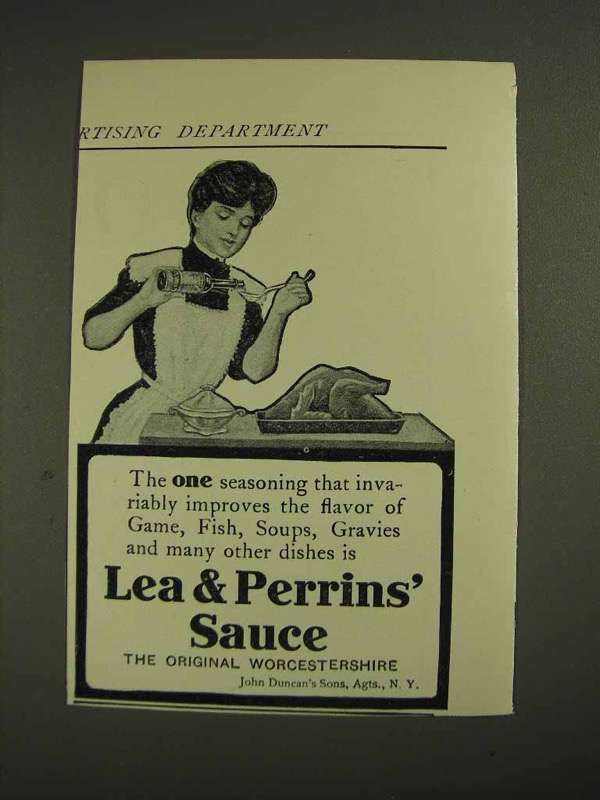 RTISING DEPARTMENT
The one seasoning that inva-
riably improves the flavor of
Game, Fish, Soups, Gravies
and many other dishes is
Lea & Perrins'
Sauce
THE ORIGINAL WORCESTERSHIRE
John Duncan's Sons, Agts., N. Y.